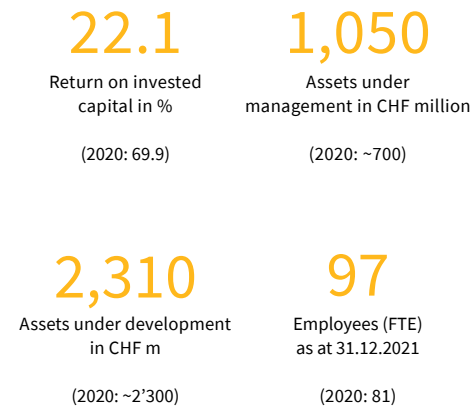 22.1
Return on invested
capital in %
(2020: 69.9)
1,050
Assets under
management in CHF million
(2020: ~700)
2,310
Assets under development
in CHF m
(2020: ~2’300)
97
Employees (FTE)
as at 31.12.2021
(2020: 81)